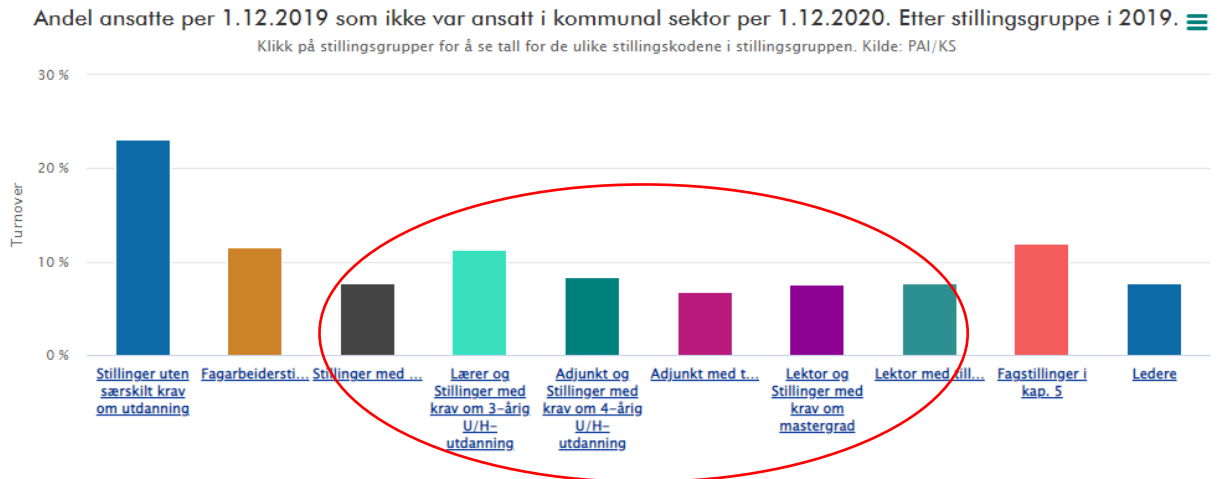 Andel ansatte per 1.12.2019 som ikke var ansatt i kommunal sektor per 1.12.2020. Etter stillingsgruppe i 2019.
Klikk på stillingsgrupper for å se tall for de ulike stillingskodene i stillingsgruppen. Kilde: PAI/KS
30 %
20 %
10 %
0 %
Turnover
Stillinger uten
særskilt krav
om utdanning
Fagarbeidersti...
Stillinger med ...
Lærer og
Stillinger med
krav om 3-årig
U/H-
utdanning
Adjunkt og
Stillinger med
krav om 4-årig
U/H-
utdanning
Adjunkt med t...
Lektor og
Stillinger med
krav om
mastergrad
Lektor med till...
Fagstillinger i
kap. 5
Ledere